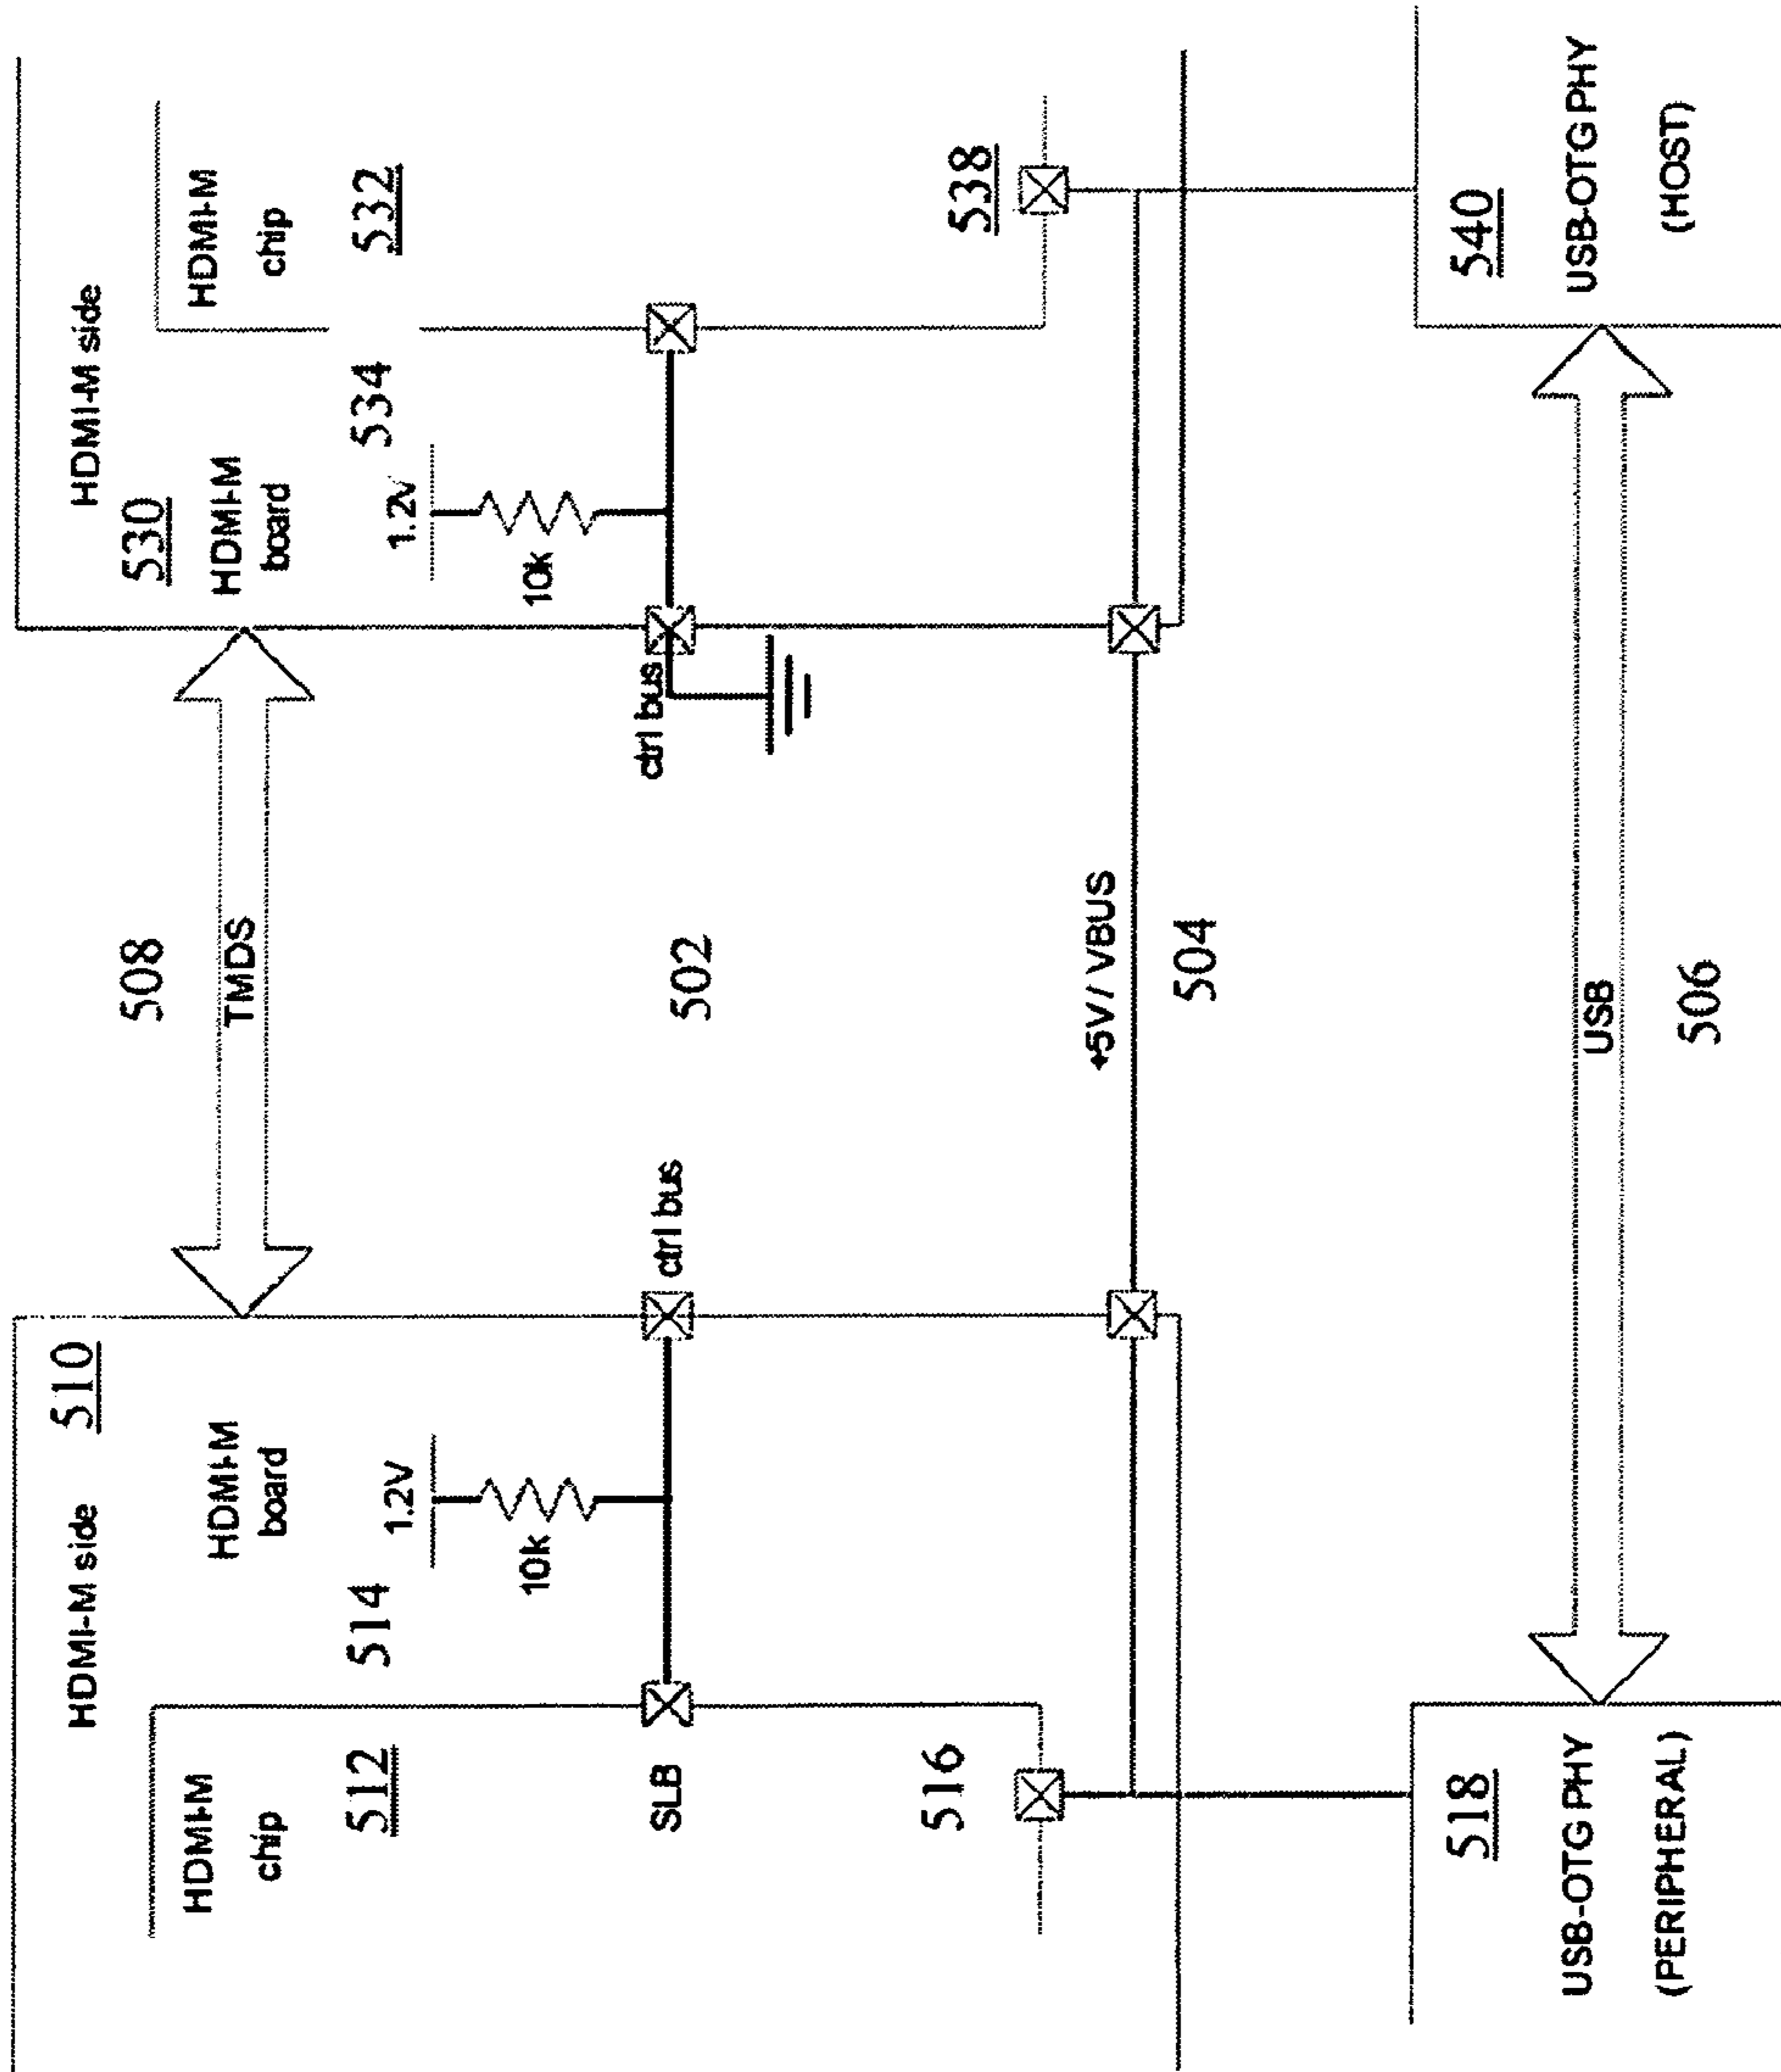 HDMI-M side
510
508
TMDS
HDMI-M side
530
HDMI-M
board
HDMI-M
chip
512
514
1.2V
10k
HDMI-M
board
534
1.2V
10k
HDMI-M
chip
532
SLB
ctrl bus
502
ctrl bus
516
+5V / VBUS
504
538
518
USB-OTG PHY
(PERIPHERAL)
USB
506
540
USB-OTG PHY
(HOST)